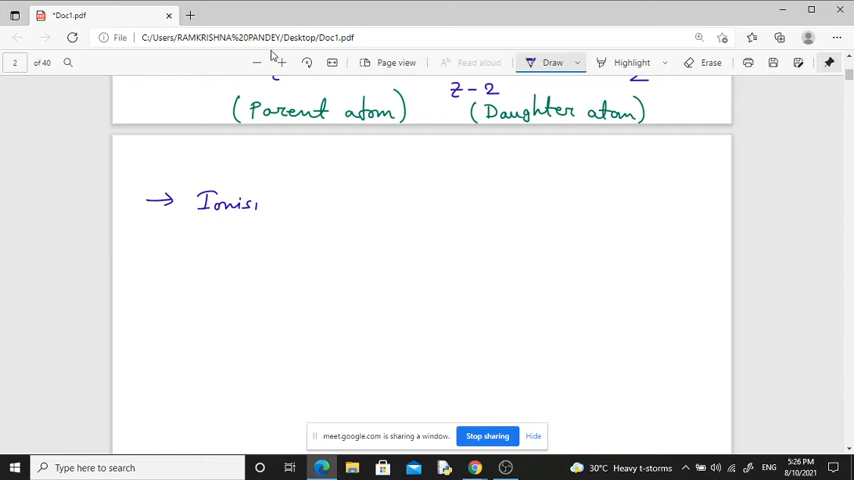 *Doc1.pdf
File C:/Users/RAMKRISHNA%20PANDEY/Desktop/Doc1.pdf
2 of 40 Page view Read aloud Draw Highlight Erase
z-2
(Parent atom) (Daughter atom)
→ Ionis
meet.google.com is sharing a window. Stop sharing Hide
Type here to search 30°C Heavy t-storms ENG 5:26 PM
8/10/2021